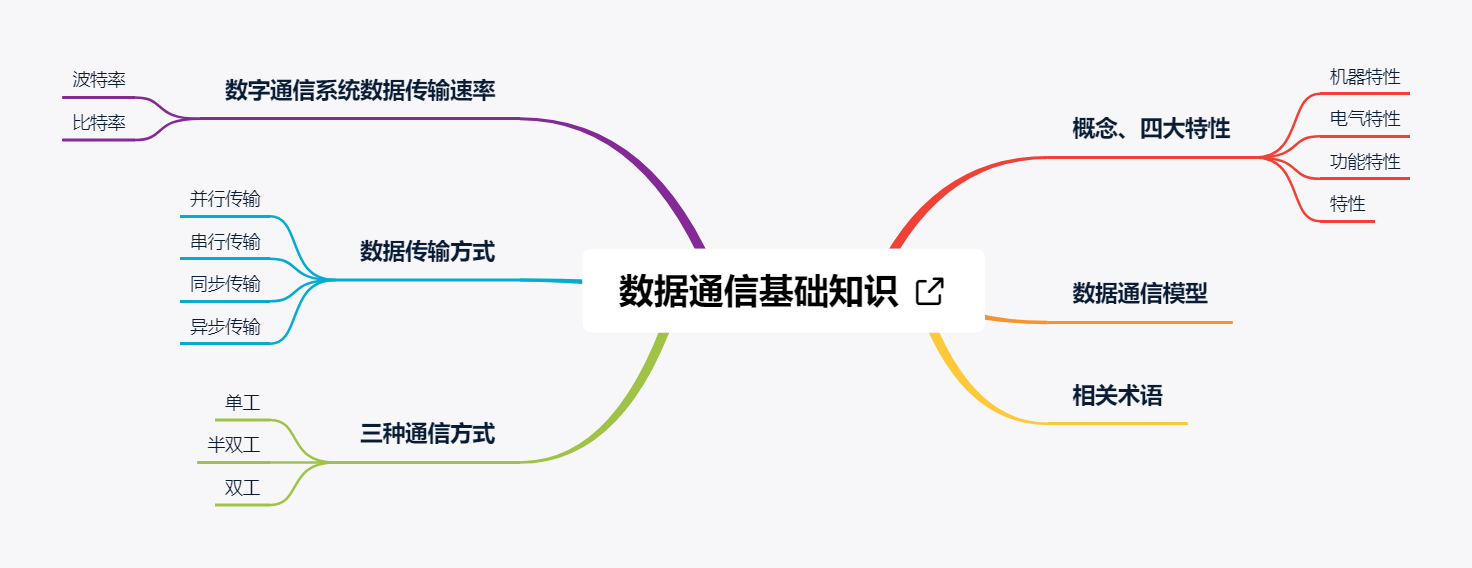 数据通信基础知识
概念、四大特性
机器特性
电气特性
功能特性
特性
数据通信模型
相关术语
数字通信系统数据传输速率
波特率
比特率
数据传输方式
并行传输
串行传输
同步传输
异步传输
三种通信方式
单工
半双工
双工